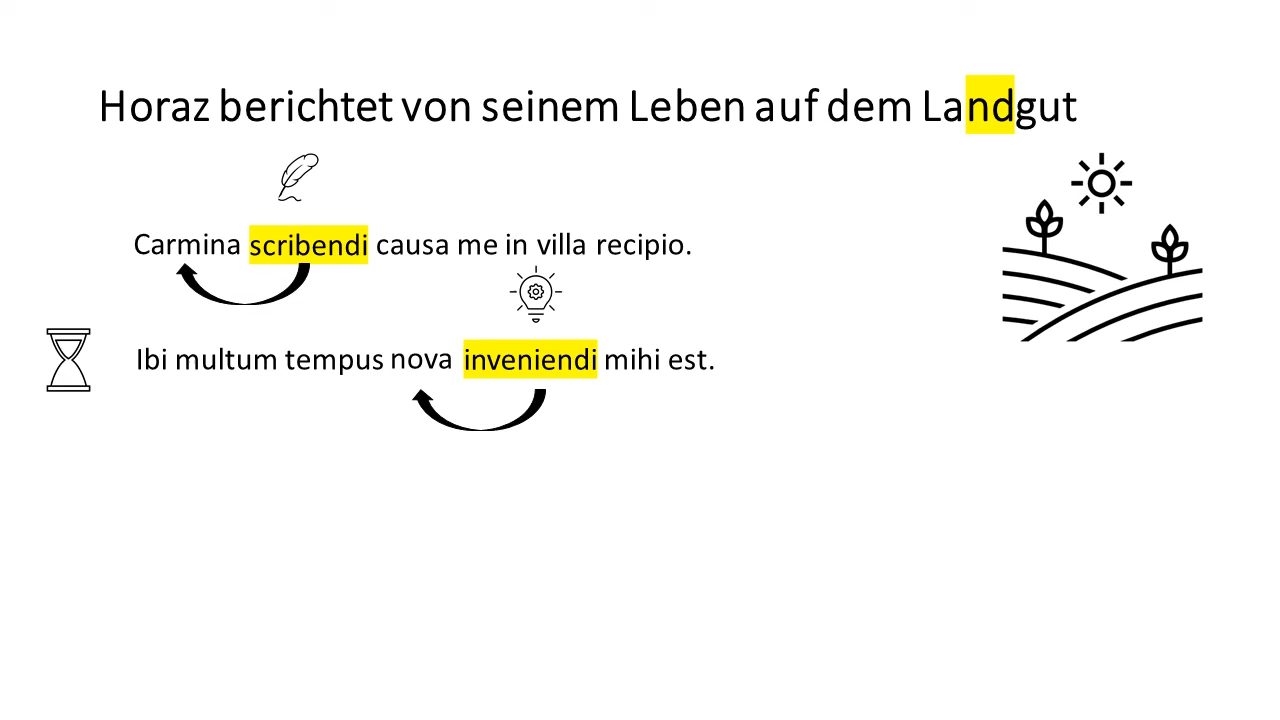 Horaz berichtet von seinem Leben auf dem Landgut
Carmina scribendi causa me in villa recipio.
Ibi multum tempus nova inveniendi mihi est.